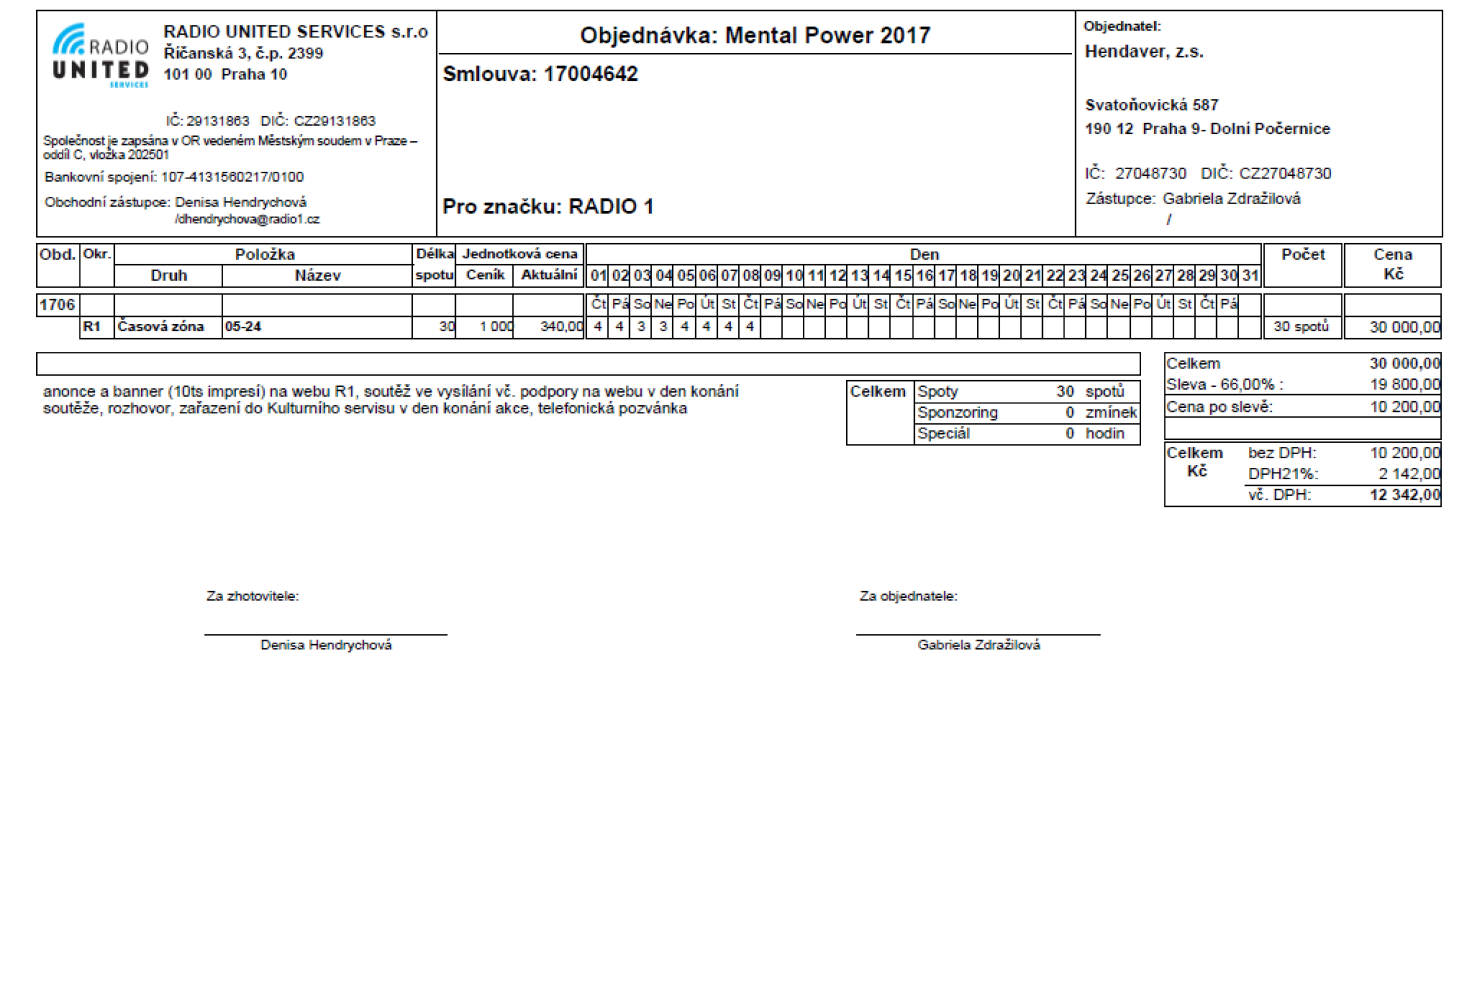 RADIO
UNITED
SERVICES
RADIO UNITED SERVICES s.r.o
Říčanská 3, č.p. 2399
101 00 Praha 10
IČ: 29131863 DIČ: CZ29131863
Společnost je zapsána v OR vedeném Městským soudem v Praze –
oddíl C, vložka 202501
Bankovní spojení: 107-4131560217/0100
Obchodní zástupce: Denisa Hendrychová
/dhendrychova@radio1.cz
Objednávka: Mental Power 2017
Smlouva: 17004642
Pro značku: RADIO 1
Objednatel:
Hendaver, z.s.
Svatoňovická 587
190 12 Praha 9- Dolní Počernice
IČ: 27048730 DIČ: CZ27048730
Zástupce: Gabriela Zdražilová
/
Obd. Okr. Položka Délka Jednotková cena Den Počet Cena
Druh Název spotu Ceník Aktuální 01 02 03 04 05 06 07 08 09 10 11 12 13 14 15 16 17 18 19 20 21 22 23 24 25 26 27 28 29 30 31 Kč
1706 Čt Pá So Ne Po Út St Čt Pá So Ne Po Út St Čt Pá So Ne Po Út St Čt Pá So Ne Po Út St Čt Pá
R1 Časová zóna 05-24 30 1 000 340,00 4 4 3 3 4 4 4 4 30 spotů 30 000,00
anonce a banner (10ts impresí) na webu R1, soutěž ve vysílání vč. podpory na webu v den konání
soutěže, rozhovor, zařazení do Kulturního servisu v den konání akce, telefonická pozvánka
Celkem Spoty 30 spotů
Sponzoring 0 zmínek
Speciál 0 hodin
Celkem 30 000,00
Sleva - 66,00% : 19 800,00
Cena po slevě: 10 200,00
Celkem bez DPH: 10 200,00
Kč DPH21%: 2 142,00
vč. DPH: 12 342,00
Za zhotovitele: Za objednatele:
Denisa Hendrychová Gabriela Zdražilová